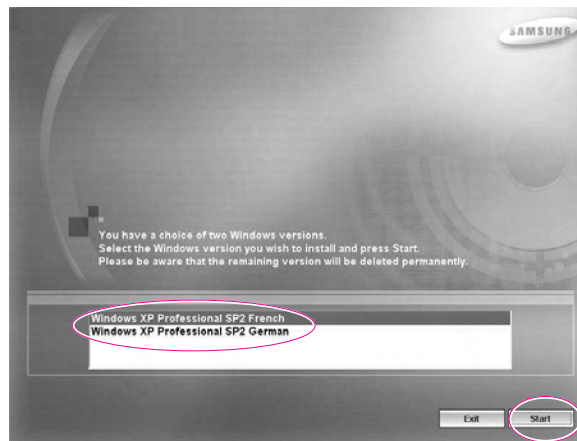 SAMSUNG
You have a choice of two Windows versions.
Select the Windows version you wish to install and press Start.
Please be aware that the remaining version will be deleted permanently.
Windows XP Professional SP2 French
Windows XP Professional SP2 German
Exit
Start